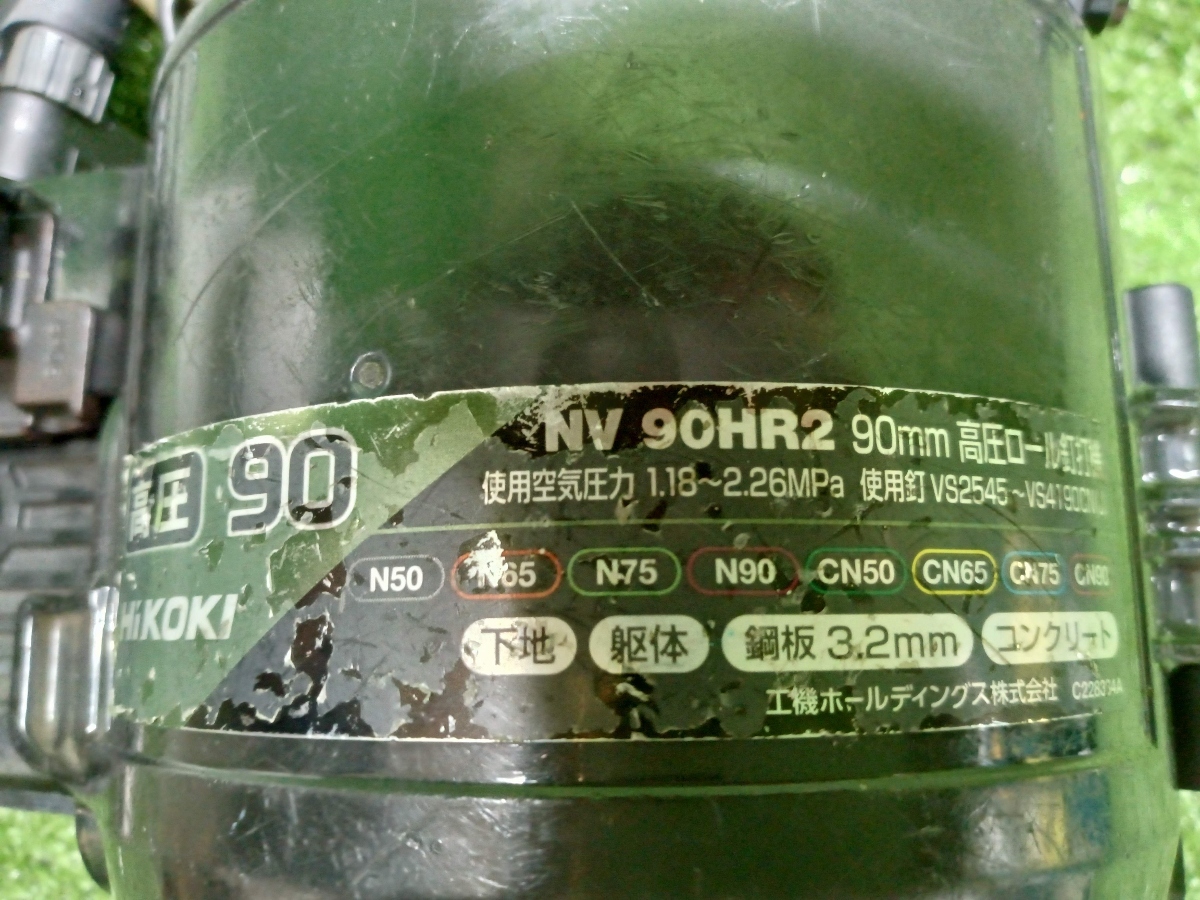 高圧 90
HiKOKI
NV 90HR2 90mm 高圧ロール釘打機
使用空気圧力 1.18～2.26MPa 使用釘 VS2545～
N50 N65 N75 N90 CN50 CN65 CN75 CN90
下地 躯体 鋼板 3.2mm コンクリート
工機ホールディングス株式会社